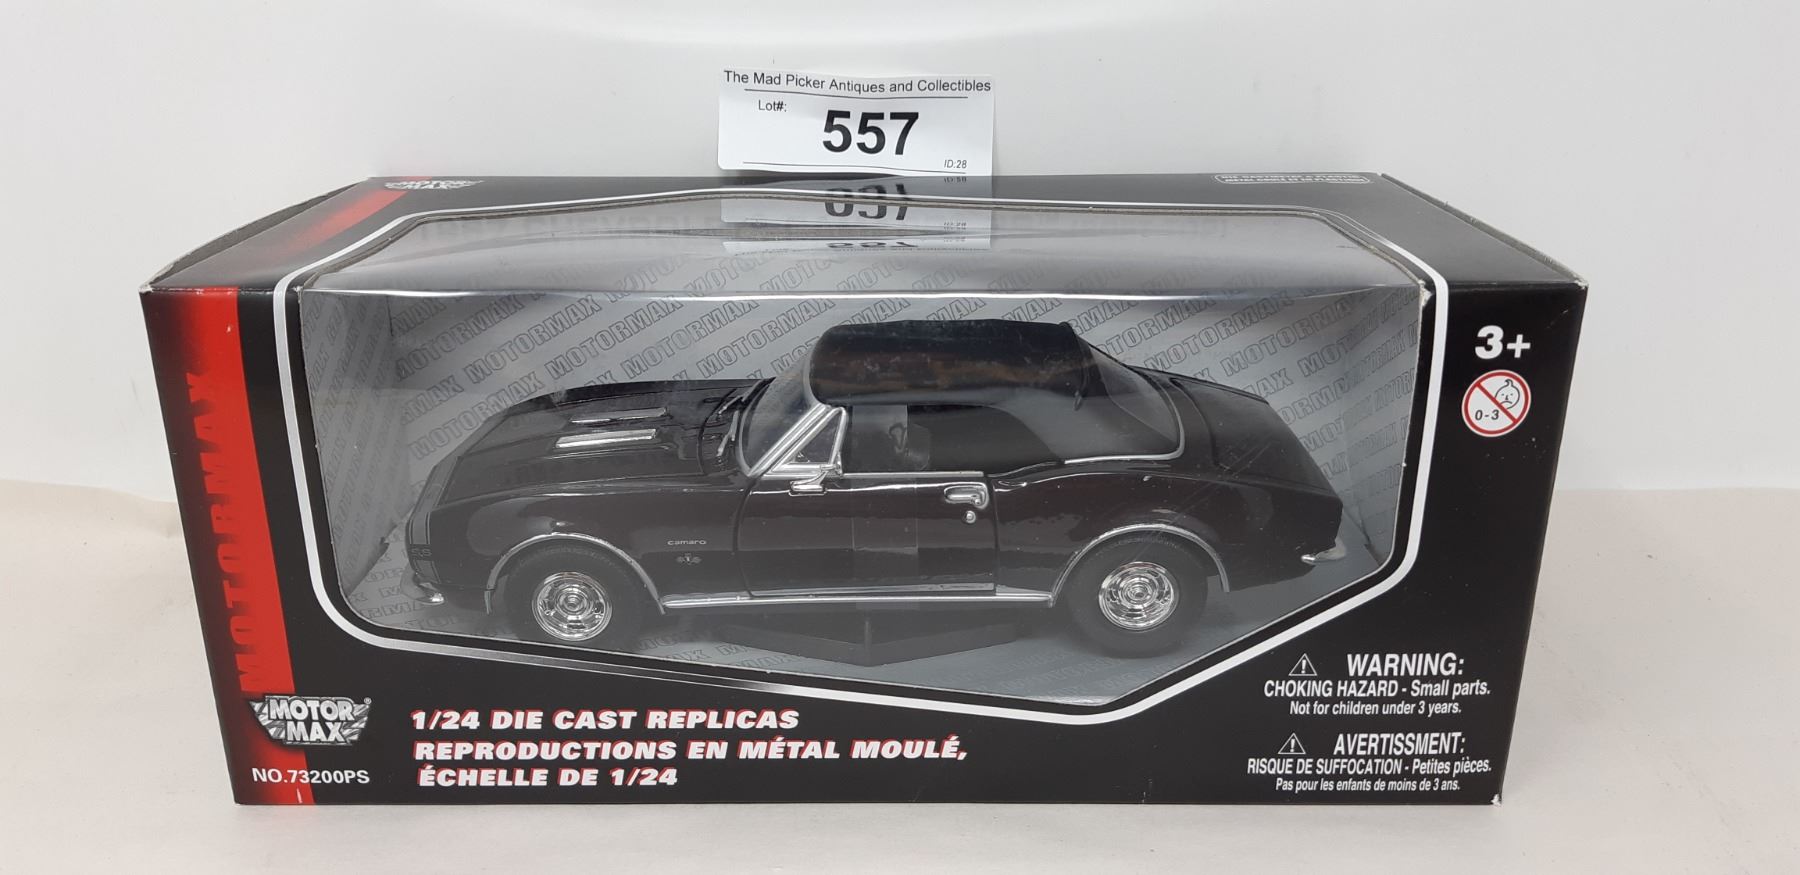 The Mad Picker Antiques and Collectibles
Lot#:
557
ID:28
MOTOR
MAX
MOTORMAX
3+
0-3
camaro
SS
MOTOR
MAX®
NO.73200PS
1/24 DIE CAST REPLICAS
REPRODUCTIONS EN MÉTAL MOULÉ,
ÉCHELLE DE 1/24
WARNING:
CHOKING HAZARD - Small parts.
Not for children under 3 years.
AVERTISSMENT:
RISQUE DE SUFFOCATION - Petites pièces.
Pas pour les enfants de moins de 3 ans.